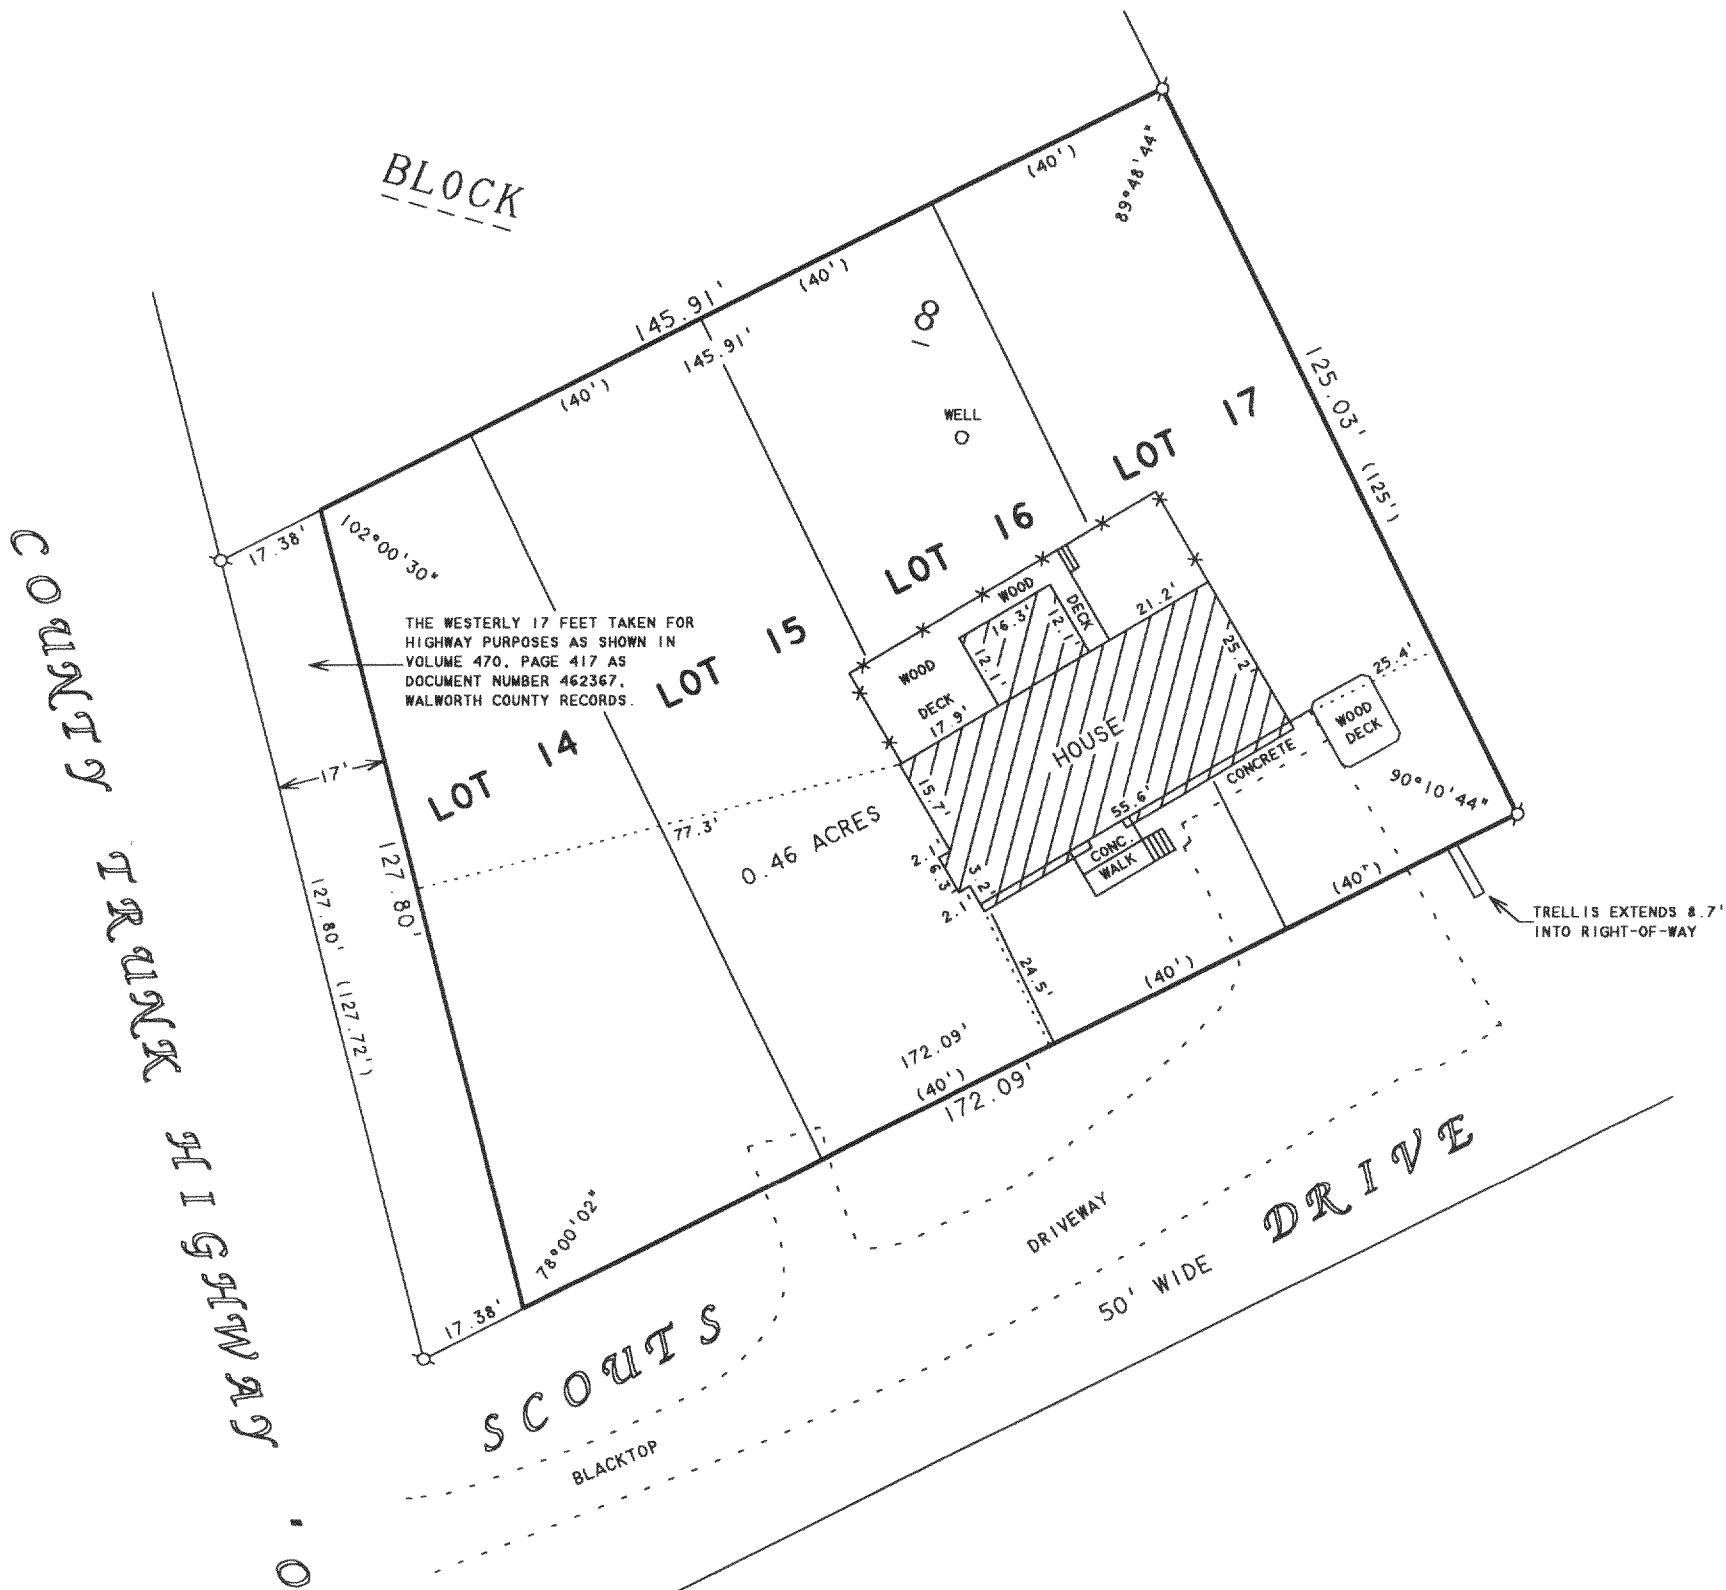 BLOCK
18
(40')
89°48'44"
(40')
145.91'
145.91'
(40')
125.03' (125')
WELL
LOT 17
LOT 16
LOT 15
LOT 14
17.38'
102°00'30"
THE WESTERLY 17 FEET TAKEN FOR
HIGHWAY PURPOSES AS SHOWN IN
VOLUME 470, PAGE 417 AS
DOCUMENT NUMBER 462367,
WALWORTH COUNTY RECORDS.
17'
WOOD
DECK
16.3'
12.1'
12.1'
21.2'
25.2'
WOOD
DECK
17.9'
HOUSE
25.4'
WOOD
DECK
CONCRETE
90°10'44"
55.6'
CONC.
WALK
15.7'
2.1'
6.3'
3.2'
2.1'
77.3'
0.46 ACRES
127.80'
127.80' (127.72')
24.5'
(40')
TRELLIS EXTENDS 8.7'
INTO RIGHT-OF-WAY
(40')
172.09'
(40')
172.09'
78°00'02"
17.38'
DRIVEWAY
50' WIDE
SCOUTS DRIVE
BLACKTOP
COUNTY TRUNK HIGHWAY "O